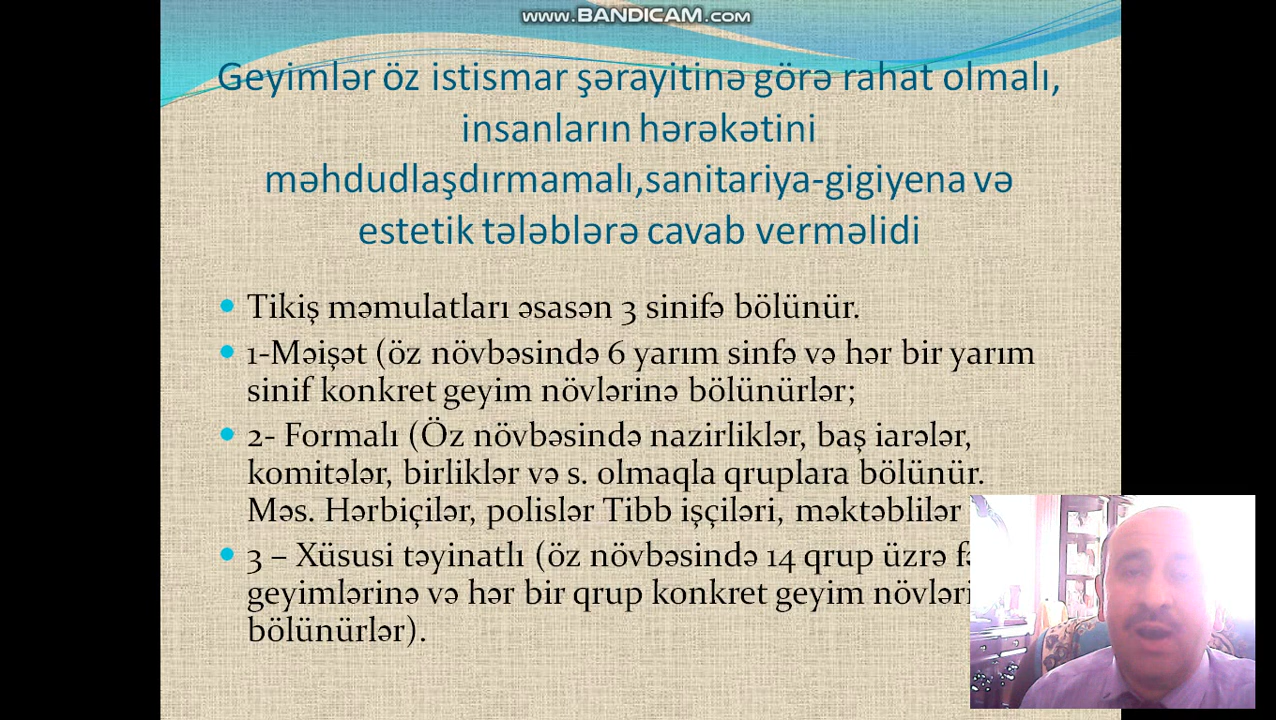 www.BANDICAM.com
Geyimlər öz istismar şərayitinə görə rahat olmalı,
insanların hərəkətini
məhdudlaşdırmamalı,sanitariya-gigiyena və
estetik tələblərə cavab verməlidi
Tikiş məmulatları əsasən 3 sinifə bölünür.
1-Məişət (öz növbəsində 6 yarım sinfə və hər bir yarım
sinif konkret geyim növlərinə bölünürlər;
2- Formalı (Öz növbəsində nazirliklər, baş iarələr,
komitələr, birliklər və s. olmaqla qruplara bölünür.
Məs. Hərbiçilər, polislər Tibb işçiləri, məktəblilər
3 – Xüsusi təyinatlı (öz növbəsində 14 qrup üzrə
geyimlərinə və hər bir qrup konkret geyim
bölünürlər).